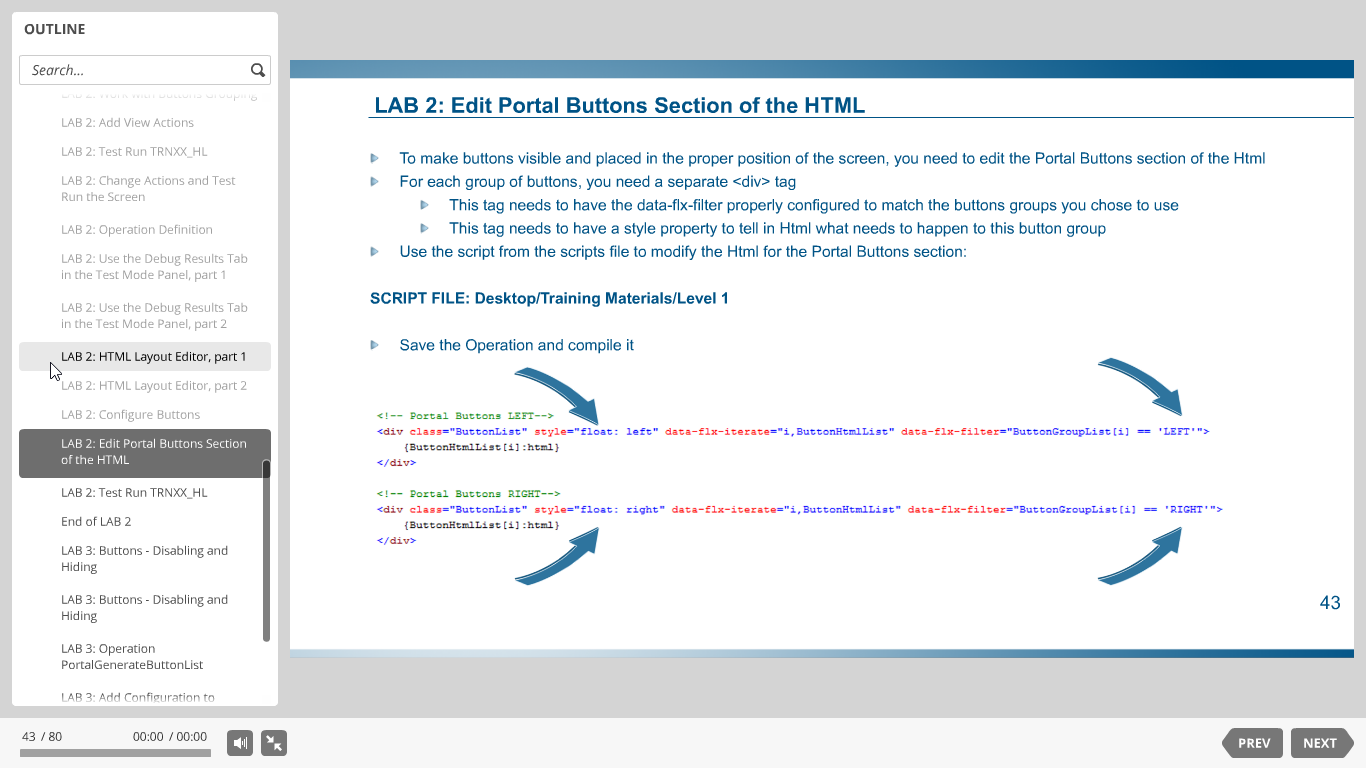 OUTLINE
Search...
LAB 2: Work with Buttons Grouping
LAB 2: Add View Actions
LAB 2: Test Run TRNXX_HL
LAB 2: Change Actions and Test
Run the Screen
LAB 2: Operation Definition
LAB 2: Use the Debug Results Tab
in the Test Mode Panel, part 1
LAB 2: Use the Debug Results Tab
in the Test Mode Panel, part 2
LAB 2: HTML Layout Editor, part 1
LAB 2: HTML Layout Editor, part 2
LAB 2: Configure Buttons
LAB 2: Edit Portal Buttons Section
of the HTML
LAB 2: Test Run TRNXX_HL
End of LAB 2
LAB 3: Buttons - Disabling and
Hiding
LAB 3: Buttons - Disabling and
Hiding
LAB 3: Operation
PortalGenerateButtonList
LAB 3: Add Configuration to
LAB 2: Edit Portal Buttons Section of the HTML
To make buttons visible and placed in the proper position of the screen, you need to edit the Portal Buttons section of the Html
For each group of buttons, you need a separate <div> tag
This tag needs to have the data-flx-filter properly configured to match the buttons groups you chose to use
This tag needs to have a style property to tell in Html what needs to happen to this button group
Use the script from the scripts file to modify the Html for the Portal Buttons section:
SCRIPT FILE: Desktop/Training Materials/Level 1
Save the Operation and compile it
<!-- Portal Buttons LEFT-->
<div class="ButtonList" style="float: left" data-flx-iterate="i,ButtonHtmlList" data-flx-filter="ButtonGroupList[i] == 'LEFT'">
{ButtonHtmlList[i]:html}
</div>
<!-- Portal Buttons RIGHT-->
<div class="ButtonList" style="float: right" data-flx-iterate="i,ButtonHtmlList" data-flx-filter="ButtonGroupList[i] == 'RIGHT'">
{ButtonHtmlList[i]:html}
</div>
43
43 / 80
00:00 / 00:00
PREV
NEXT